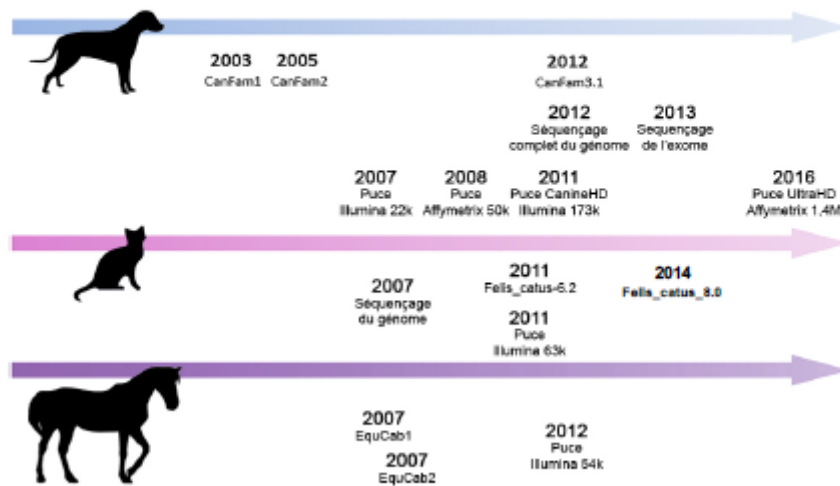 2003 2005 2012
CanFam1 CanFam2 CanFam3.1
2012 2013
Séquençage Sequençage
complet du génome de l'exome
2007 2008 2011 2016
Puce Puce Puce CanineHD Puce UltraHD
Illumina 22k Affymetrix 50k Illumina 173k Affymetrix 1.4M
2011 2014
Felis_catus-6.2 Felis_catus_8.0
2007
Séquençage
du génome
2011
Puce
Illumina 63k
2007
EquCab1
2012
Puce
Illumina 54k
2007
EquCab2